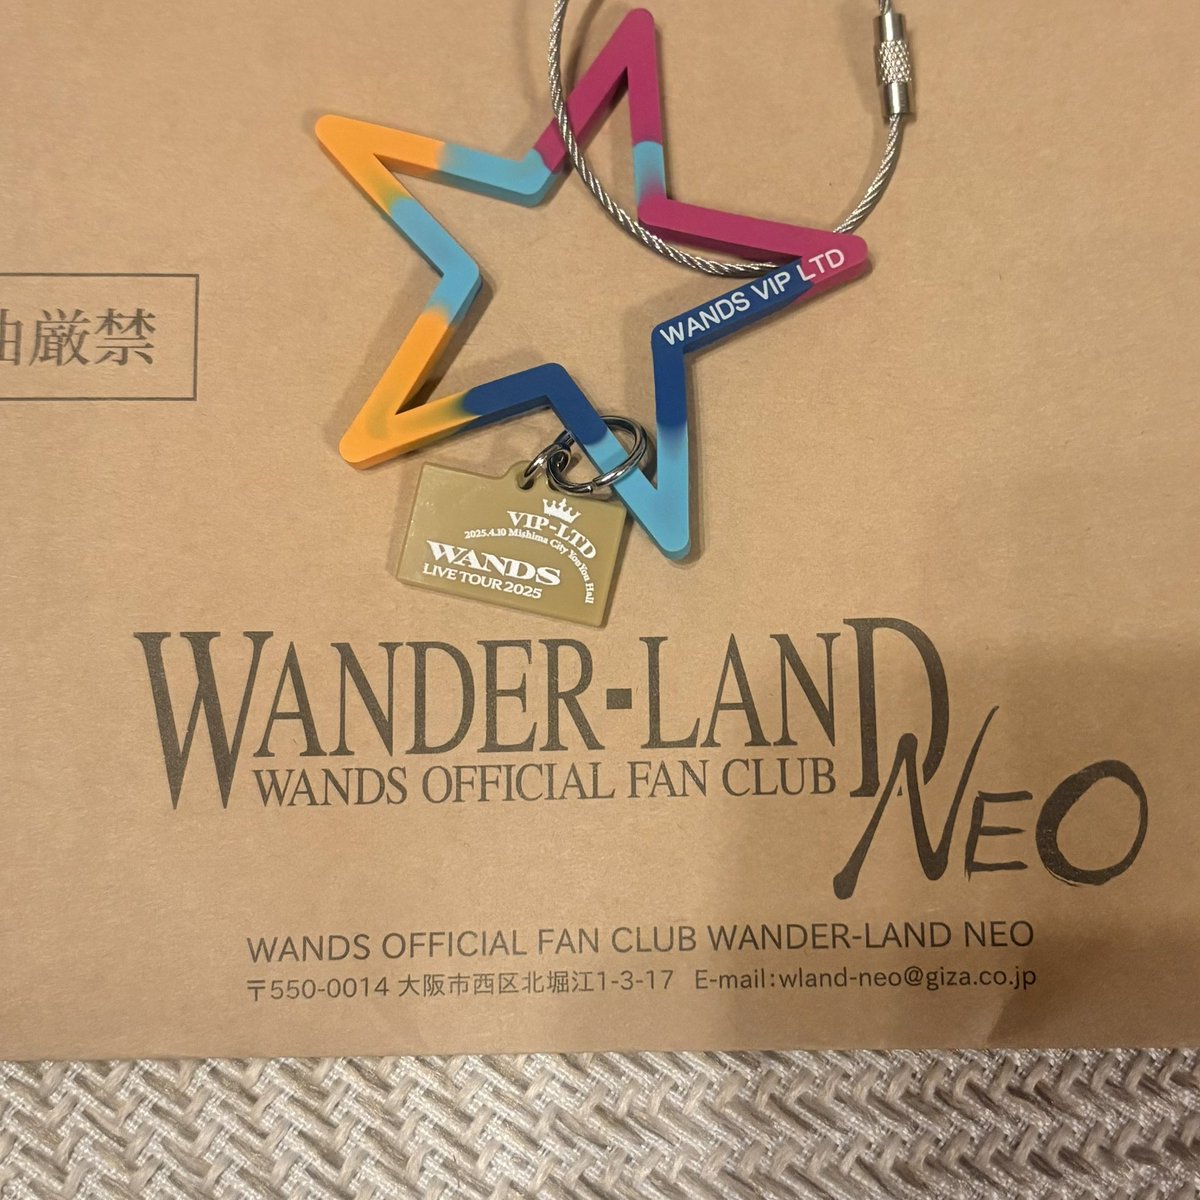 WANDS VIP LTD
厳禁
VIP-LTD
2025.4.10 Mishima City YouYou Hall
WANDS
LIVE TOUR 2025
WANDER-LAND
WANDS OFFICIAL FAN CLUB
NEO
WANDS OFFICIAL FAN CLUB WANDER-LAND NEO
〒550-0014 大阪市西区北堀江1-3-17 E-mail:wland-neo@giza.co.jp